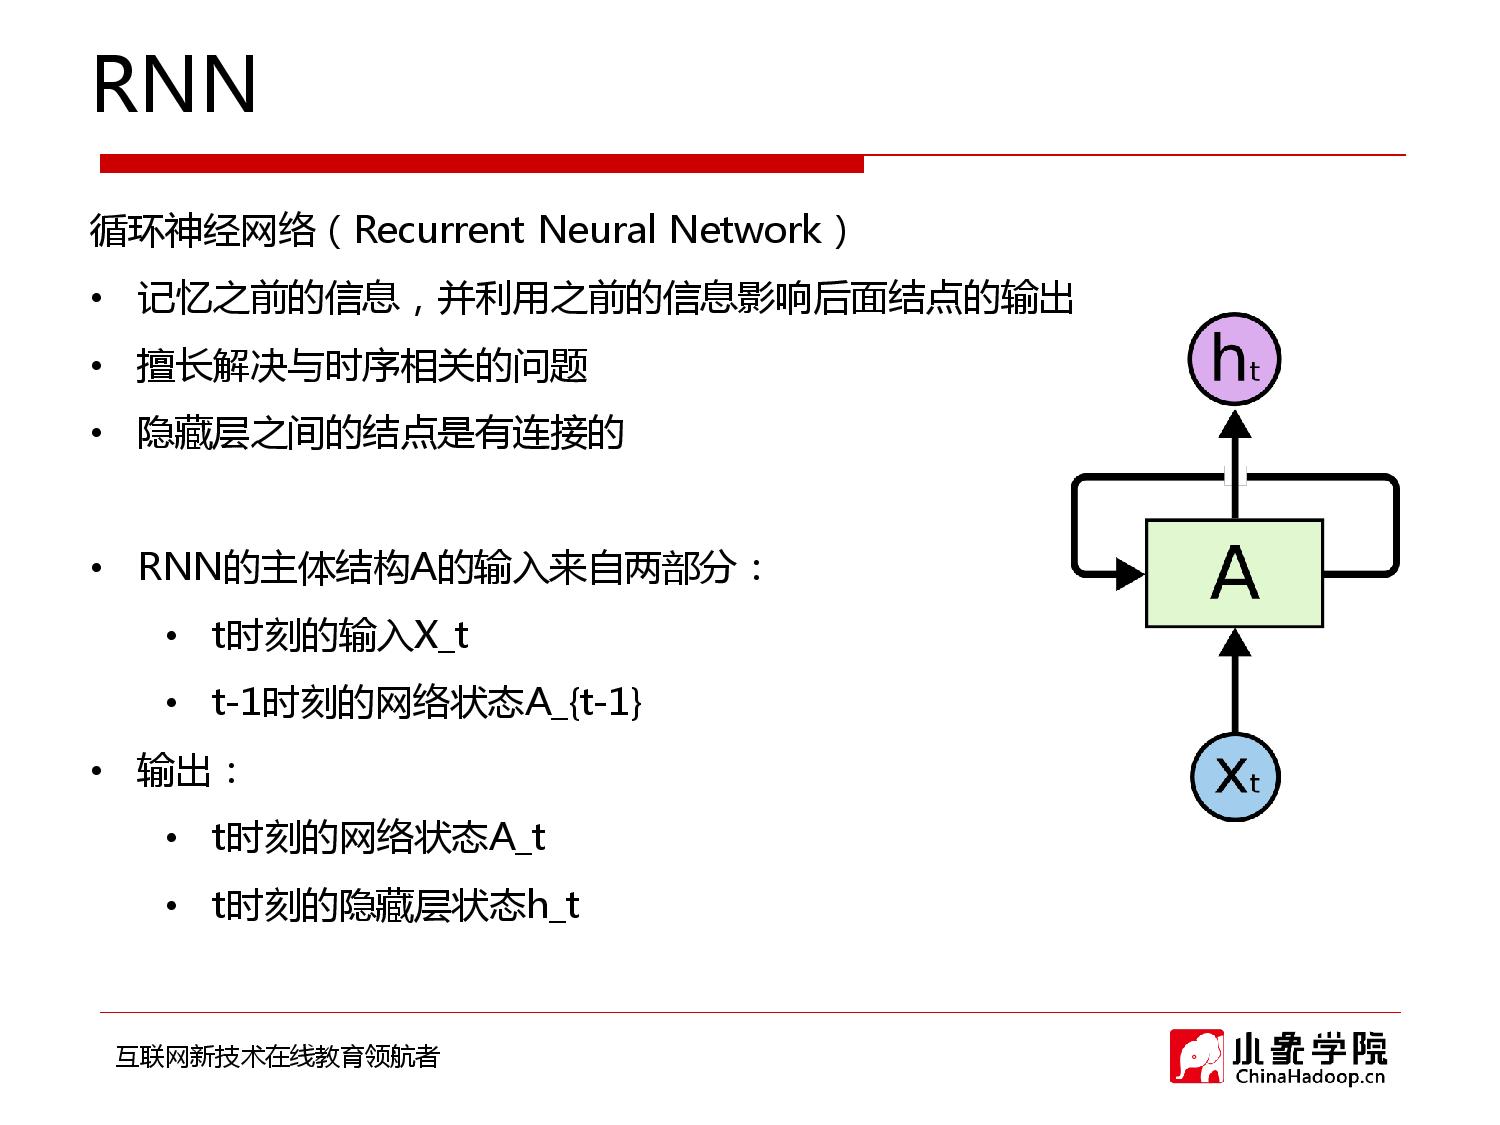 RNN
循环神经网络（Recurrent Neural Network）
• 记忆之前的信息，并利用之前的信息影响后面结点的输出
• 擅长解决与时序相关的问题
• 隐藏层之间的结点是有连接的
• RNN的主体结构A的输入来自两部分：
• t时刻的输入X_t
• t-1时刻的网络状态A_{t-1}
• 输出：
• t时刻的网络状态A_t
• t时刻的隐藏层状态h_t
ht
A
Xt
互联网新技术在线教育领航者
小象学院
ChinaHadoop.cn